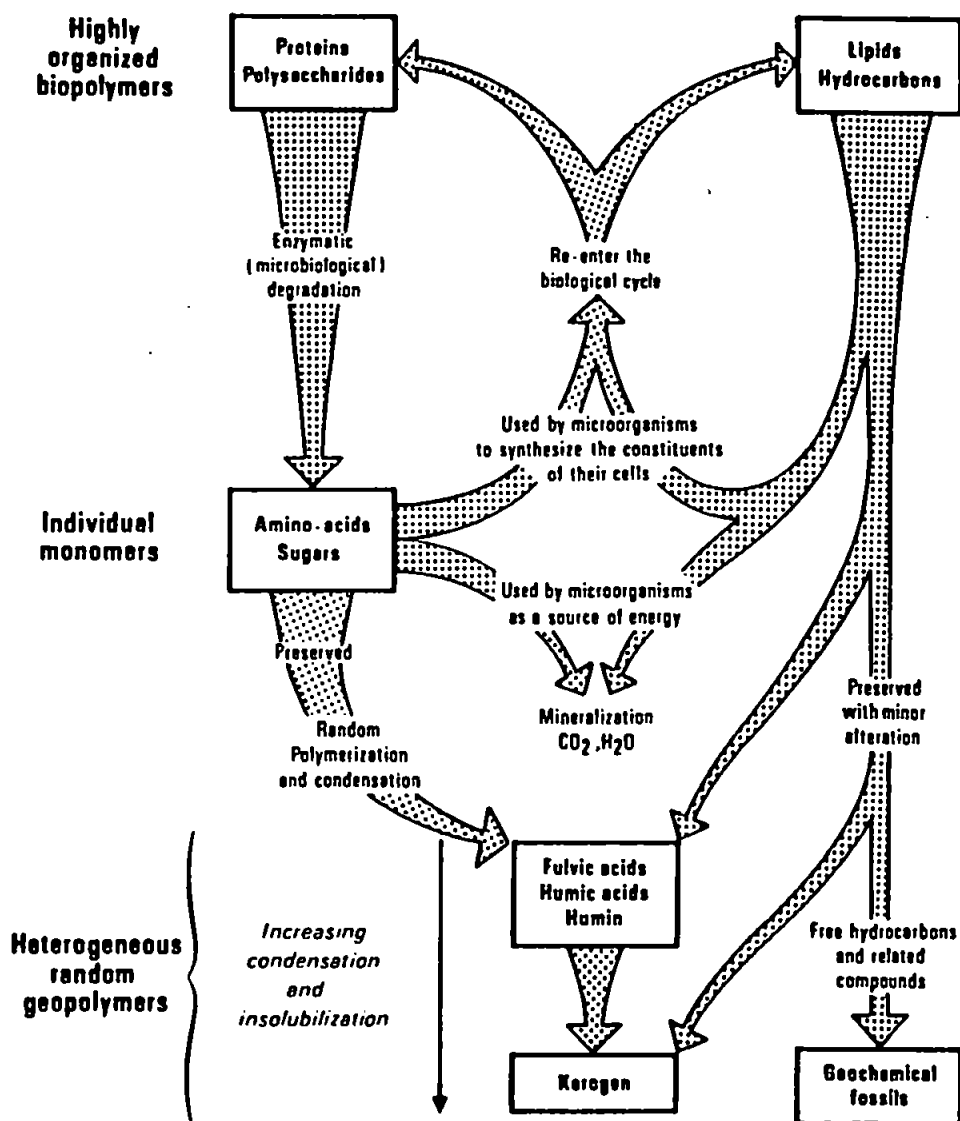 Highly
organized
biopolymers
Proteins
Polysaccharides
Lipids
Hydrocarbons
Enzymatic
(microbiological)
degradation
Re-enter the
biological cycle
Used by microorganisms
to synthesize the constituents
of their cells
Individual
monomers
Amino-acids
Sugars
Used by microorganisms
as a source of energy
Preserved
Mineralization
CO2,H2O
Preserved
with minor
alteration
Random
Polymerization
and condensation
Heterogeneous
random
geopolymers
Increasing
condensation
and
insolubilization
Fulvic acids
Humic acids
Humin
Free hydrocarbons
and related
compounds
Kerogen
Geochemical
fossils